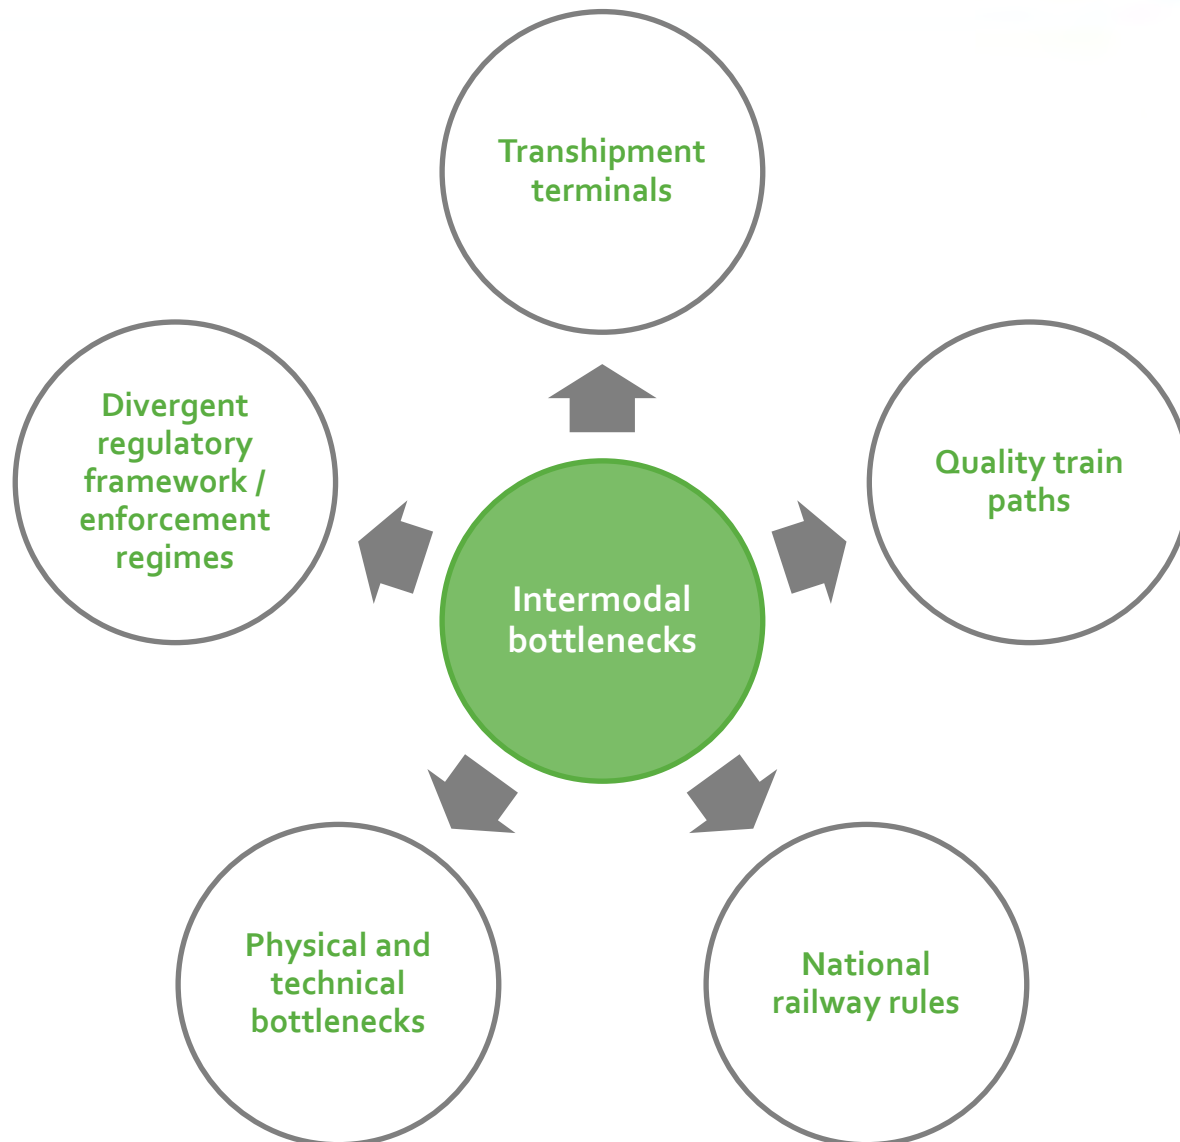 Transhipment
terminals
Divergent
regulatory
framework /
enforcement
regimes
Quality train
paths
Intermodal
bottlenecks
Physical and
technical
bottlenecks
National
railway rules